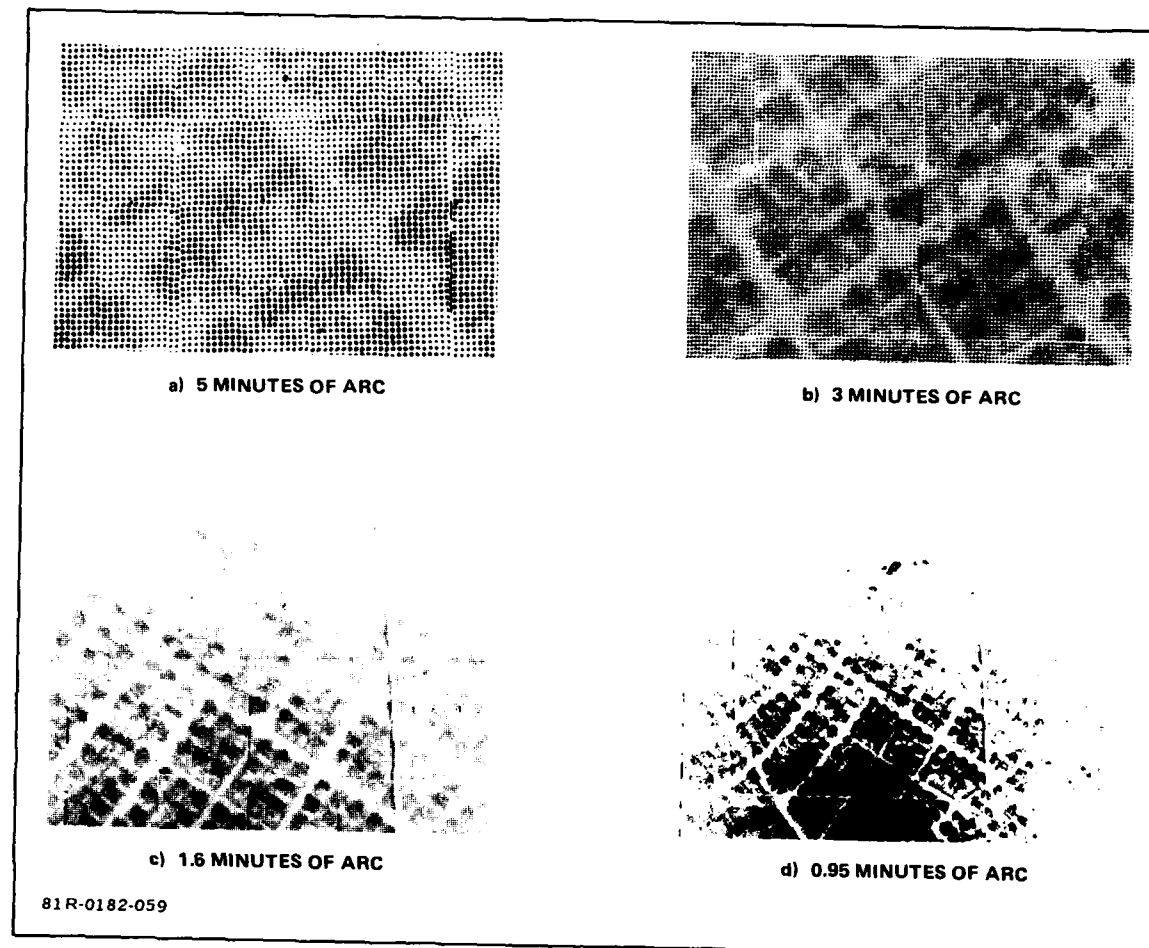 a) 5 MINUTES OF ARC
b) 3 MINUTES OF ARC
c) 1.6 MINUTES OF ARC
d) 0.95 MINUTES OF ARC
81R-0182-059